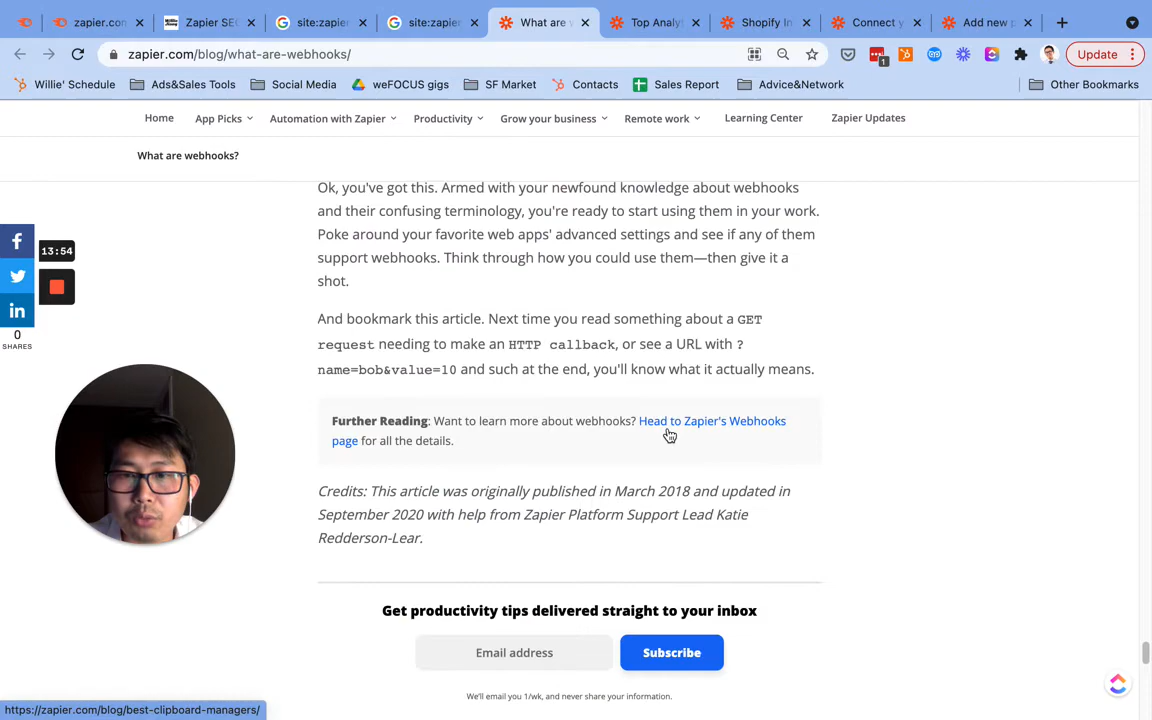 zapier.con
Zapier SE
site:zapier
site:zapier
What are y
Top Analy
Shopify In
Connect y
Add new p
zapier.com/blog/what-are-webhooks/
1
Update
Willie' Schedule
Ads&Sales Tools
Social Media
weFOCUS gigs
SF Market
Contacts
Sales Report
Advice&Network
Other Bookmarks
Home
App Picks
Automation with Zapier
Productivity
Grow your business
Remote work
Learning Center
Zapier Updates
What are webhooks?
Ok, you've got this. Armed with your newfound knowledge about webhooks
and their confusing terminology, you're ready to start using them in your work.
Poke around your favorite web apps' advanced settings and see if any of them
support webhooks. Think through how you could use them—then give it a
shot.
And bookmark this article. Next time you read something about a GET
request needing to make an HTTP callback, or see a URL with ?
name=bob&value=10 and such at the end, you'll know what it actually means.
Further Reading: Want to learn more about webhooks? Head to Zapier's Webhooks
page for all the details.
Credits: This article was originally published in March 2018 and updated in
September 2020 with help from Zapier Platform Support Lead Katie
Redderson-Lear.
Get productivity tips delivered straight to your inbox
Email address
Subscribe
We'll email you 1/wk, and never share your information.
13:54
0
SHARES
https://zapier.com/blog/best-clipboard-managers/